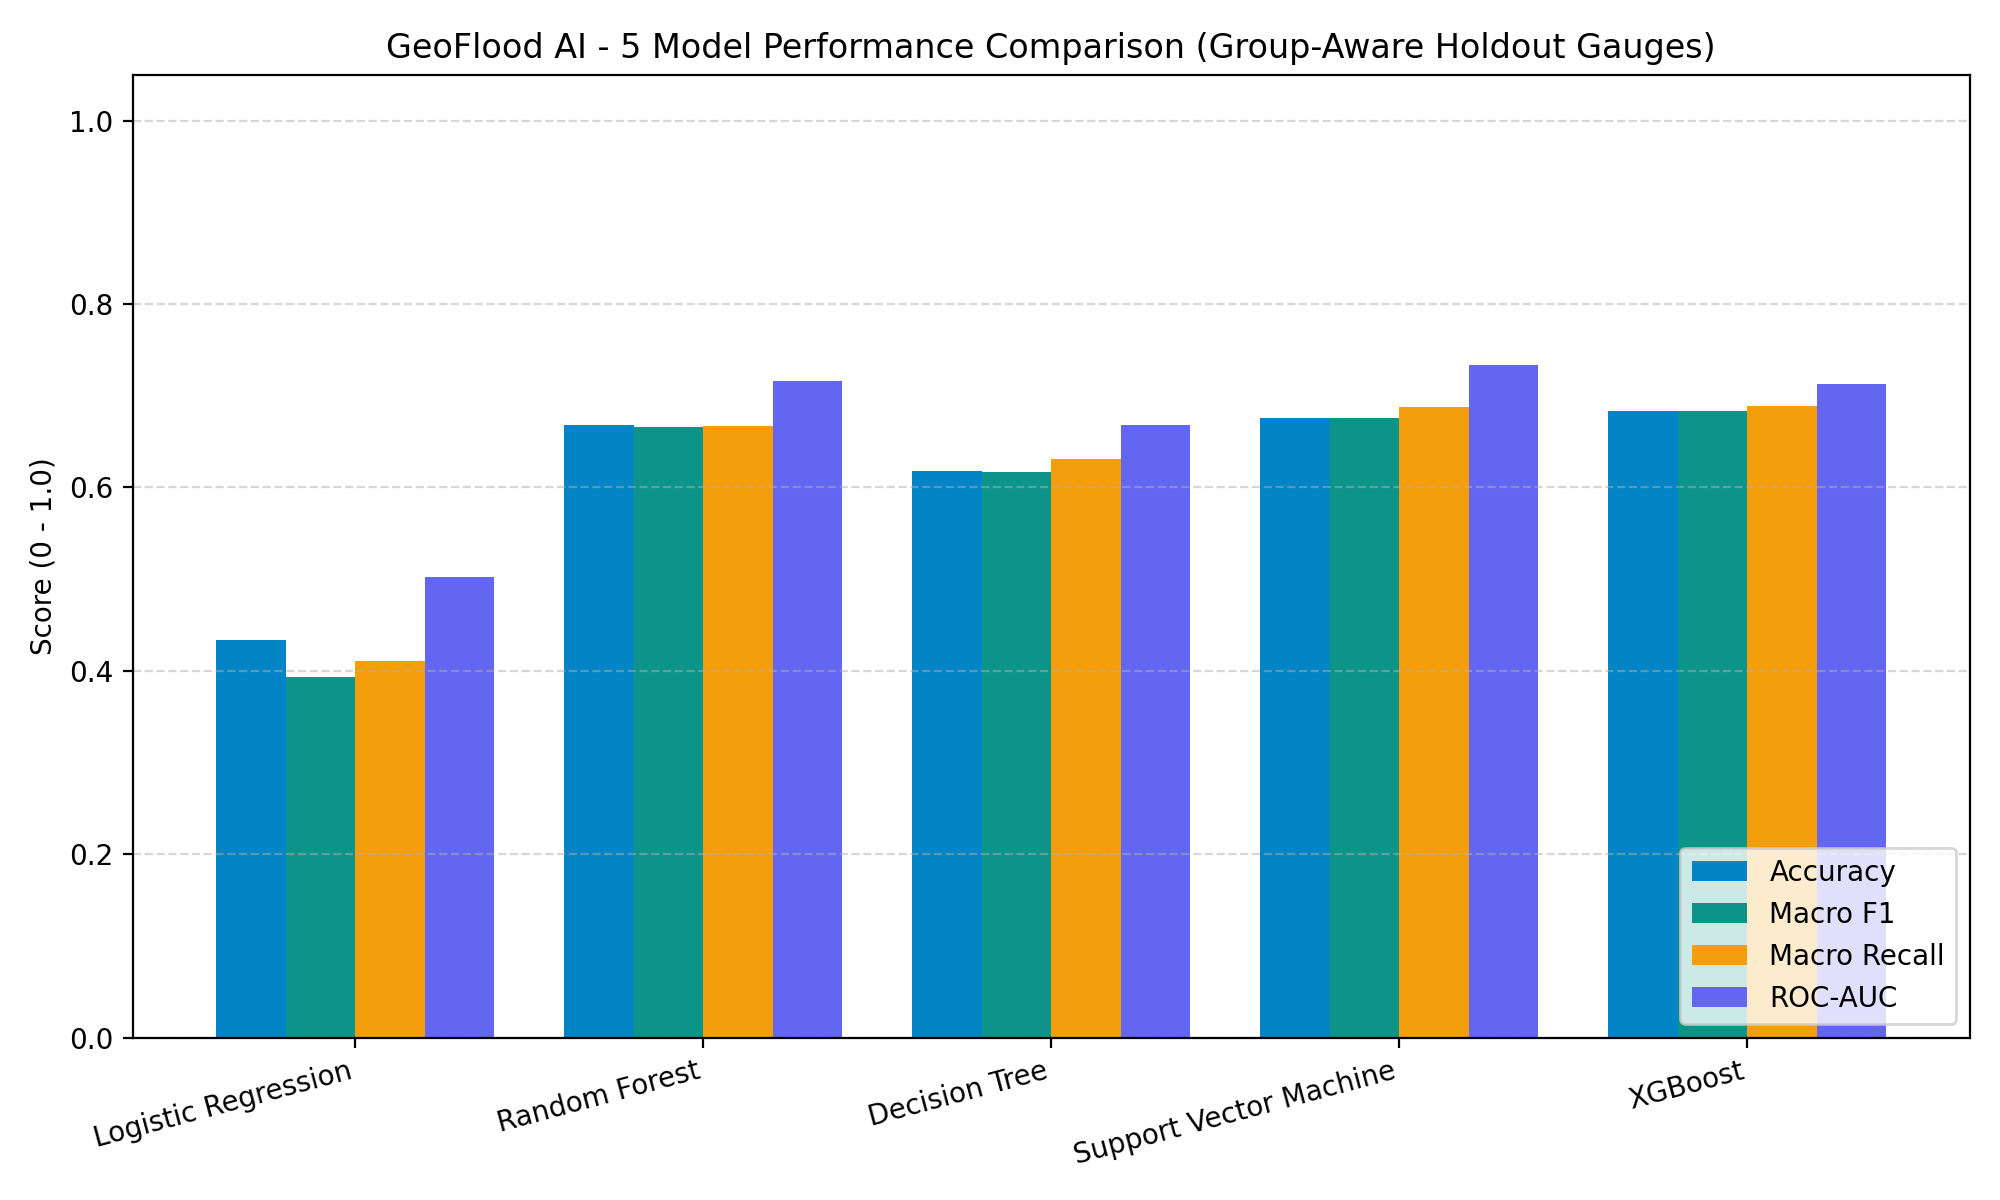 GeoFlood AI - 5 Model Performance Comparison (Group-Aware Holdout Gauges)
Score (0 - 1.0)
1.0
0.8
0.6
0.4
0.2
0.0
Logistic Regression
Random Forest
Decision Tree
Support Vector Machine
XGBoost
Accuracy
Macro F1
Macro Recall
ROC-AUC